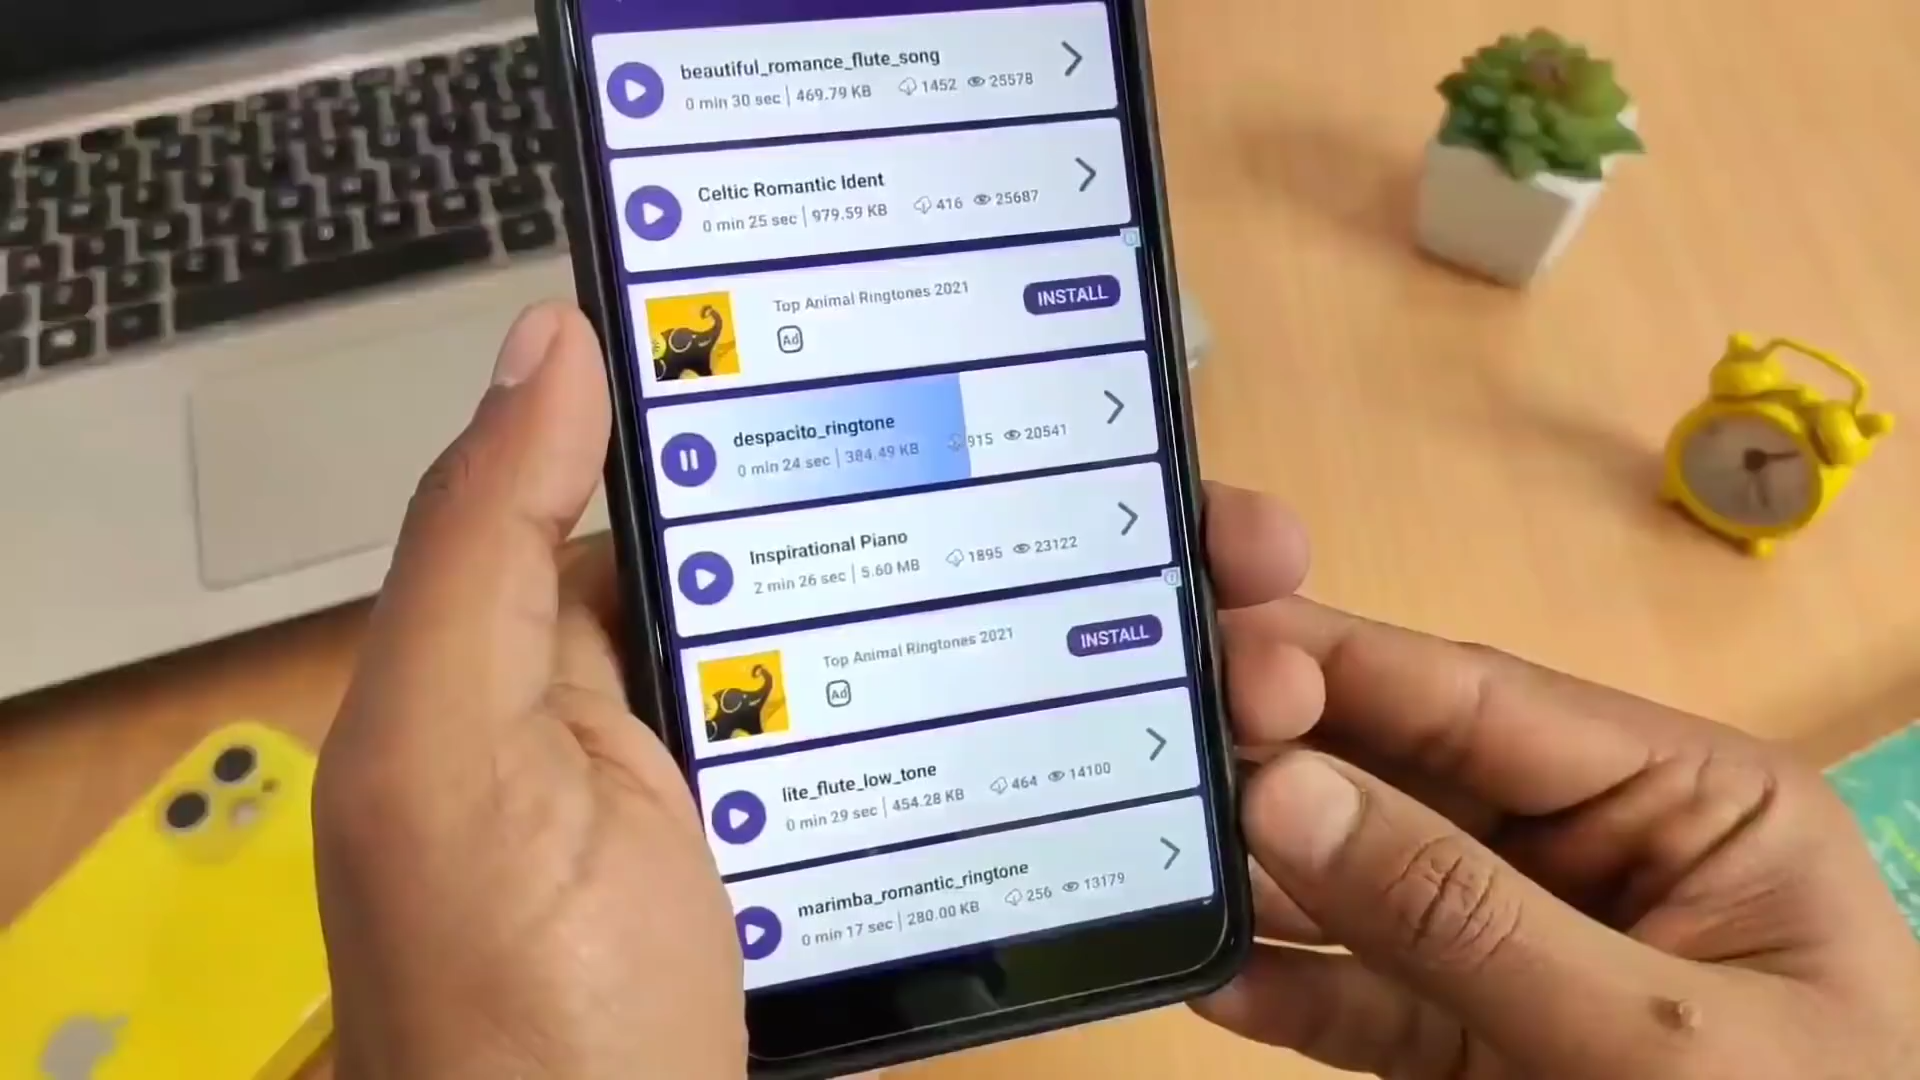 beautiful_romance_flute_song
0 min 30 sec | 469.79 KB 1452 25578
Celtic Romantic Ident
0 min 25 sec | 979.59 KB 416 25687
Top Animal Ringtones 2021
INSTALL
Ad
despacito_ringtone
0 min 24 sec | 384.49 KB 915 20541
Inspirational Piano
2 min 26 sec | 5.60 MB 1895 23122
Top Animal Ringtones 2021
INSTALL
Ad
lite_flute_low_tone
0 min 29 sec | 454.28 KB 464 14100
marimba_romantic_ringtone
0 min 17 sec | 280.00 KB 256 13179